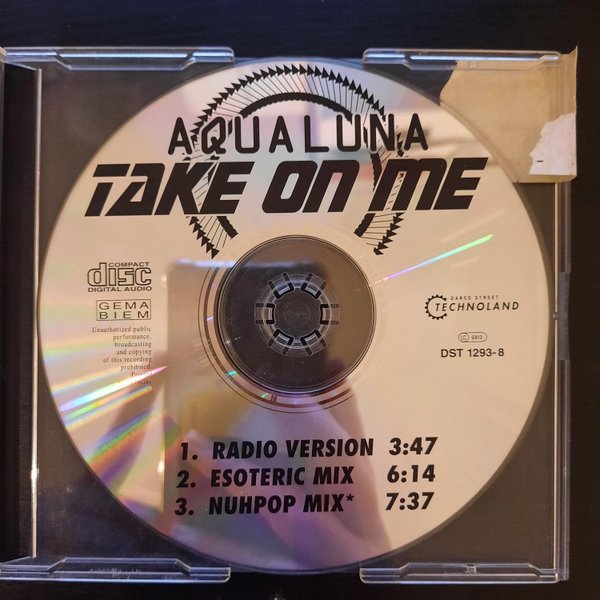 AQUALUNA
TAKE ON ME
COMPACT
disc
DIGITAL AUDIO
GEMA
BIEM
Unauthorized public
performance,
broadcasting
and copying
of this recording
prohibited.
DANCE STREET
TECHNOLAND
LC 6812
DST 1293-8
1. RADIO VERSION 3:47
2. ESOTERIC MIX 6:14
3. NUHPOP MIX* 7:37